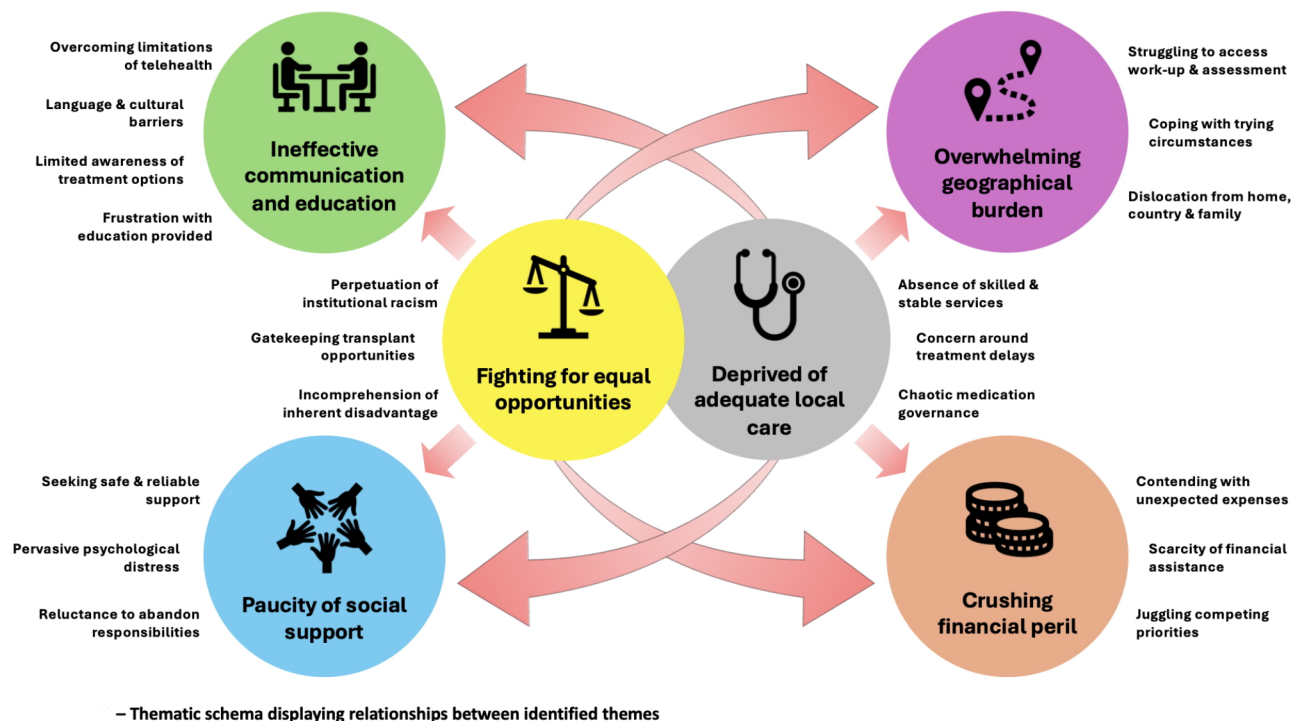 Overcoming limitations
of telehealth
Language & cultural
barriers
Limited awareness of
treatment options
Frustration with
education provided
Ineffective
communication
and education
Overwhelming
geographical
burden
Struggling to access
work-up & assessment
Coping with trying
circumstances
Dislocation from home,
country & family
Perpetuation of
institutional racism
Gatekeeping transplant
opportunities
Incomprehension of
inherent disadvantage
Fighting for equal
opportunities
Deprived of
adequate local
care
Absence of skilled &
stable services
Concern around
treatment delays
Chaotic medication
governance
Seeking safe & reliable
support
Pervasive psychological
distress
Reluctance to abandon
responsibilities
Paucity of social
support
Crushing
financial peril
Contending with
unexpected expenses
Scarcity of financial
assistance
Juggling competing
priorities
– Thematic schema displaying relationships between identified themes